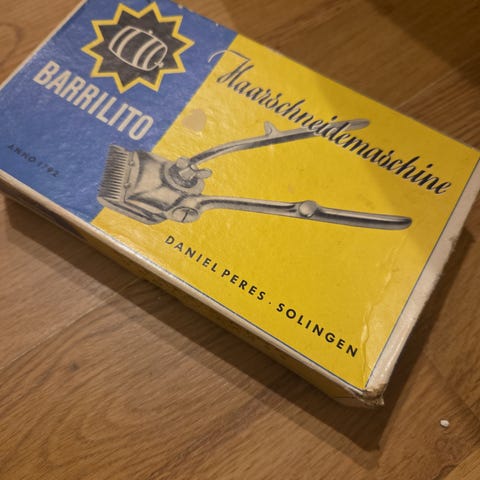 BARRILITO
ANNO 1792
Haarschneidemaschine
DANIEL PERES · SOLINGEN